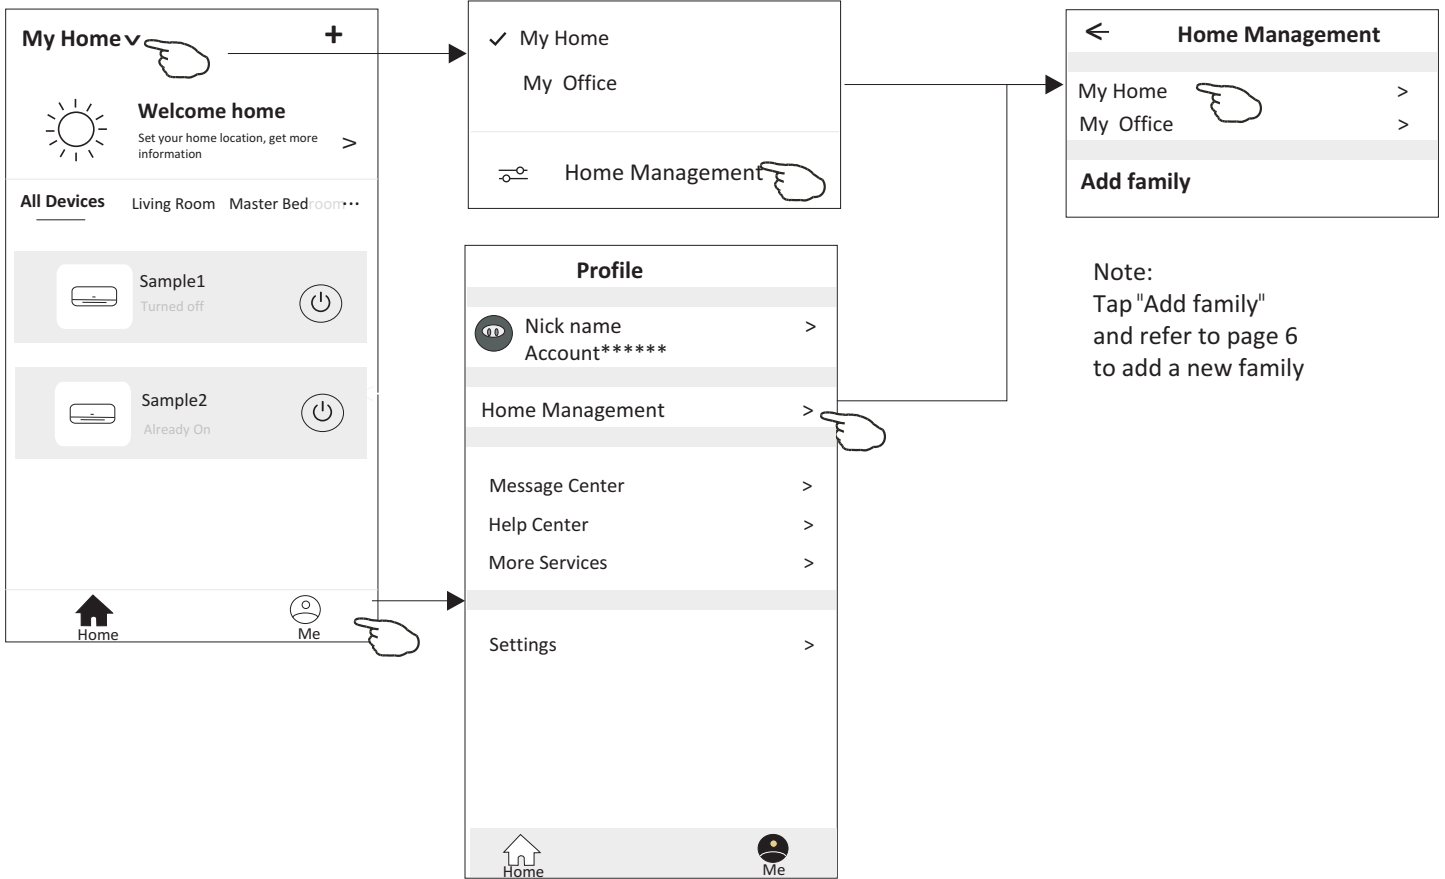 My Home
+
Welcome home
Set your home location, get more
information
>
All Devices
Living Room
Master Bedroom
...
Sample1
Turned off
Sample2
Already On
Home
Me
My Home
My Office
Home Management
Profile
Nick name
>
Account******
Home Management
>
Message Center
>
Help Center
>
More Services
>
Settings
>
Home
Me
Home Management
My Home
>
My Office
>
Add family
Note:
Tap "Add family"
and refer to page 6
to add a new family